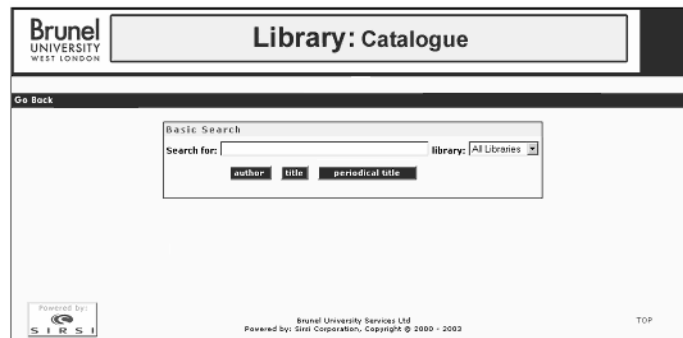 Brunel
UNIVERSITY
WEST LONDON
Library: Catalogue
Go Back
Basic Search
Search for: library: All Libraries
author title periodical title
Powered by:
SIRSI
Brunel University Services Ltd
Powered by: Sirsi Corporation, Copyright © 2000 - 2003
TOP